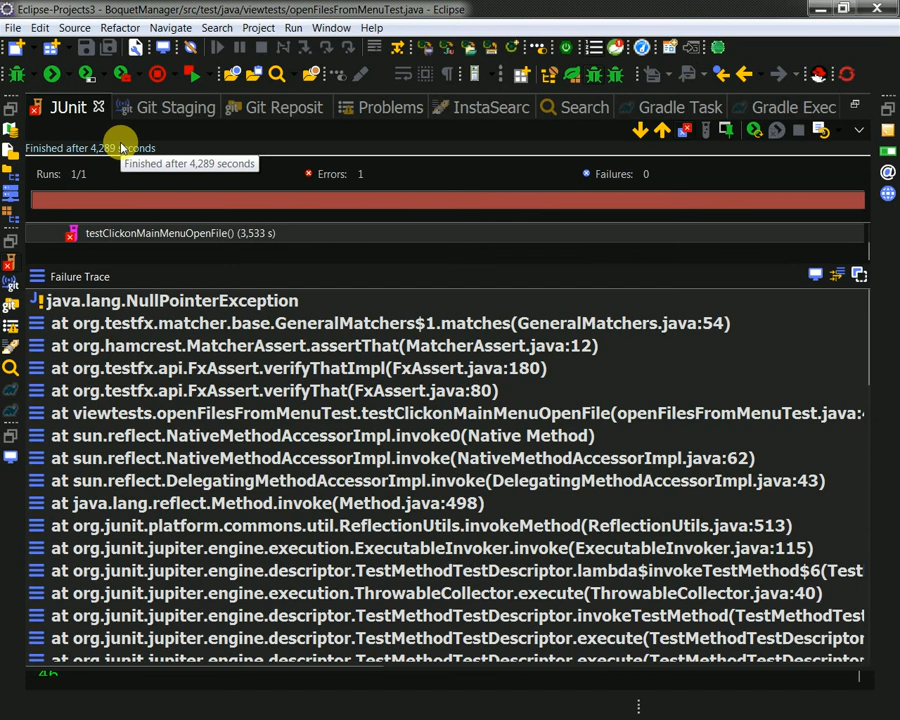 Eclipse-Projects3 - BoquetManager/src/test/java/viewtests/openFilesFromMenuTest.java - Eclipse
File Edit Source Refactor Navigate Search Project Run Window Help
JUnit Git Staging Git Reposit Problems InstaSearc Search Gradle Task Gradle Exec
Finished after 4,289 seconds
Finished after 4,289 seconds
Runs: 1/1 Errors: 1 Failures: 0
testClickonMainMenuOpenFile() (3,533 s)
Failure Trace
java.lang.NullPointerException
at org.testfx.matcher.base.GeneralMatchers$1.matches(GeneralMatchers.java:54)
at org.hamcrest.MatcherAssert.assertThat(MatcherAssert.java:12)
at org.testfx.api.FxAssert.verifyThatImpl(FxAssert.java:180)
at org.testfx.api.FxAssert.verifyThat(FxAssert.java:80)
at viewtests.openFilesFromMenuTest.testClickonMainMenuOpenFile(openFilesFromMenuTest.java:
at sun.reflect.NativeMethodAccessorImpl.invoke0(Native Method)
at sun.reflect.NativeMethodAccessorImpl.invoke(NativeMethodAccessorImpl.java:62)
at sun.reflect.DelegatingMethodAccessorImpl.invoke(DelegatingMethodAccessorImpl.java:43)
at java.lang.reflect.Method.invoke(Method.java:498)
at org.junit.platform.commons.util.ReflectionUtils.invokeMethod(ReflectionUtils.java:513)
at org.junit.jupiter.engine.execution.ExecutableInvoker.invoke(ExecutableInvoker.java:115)
at org.junit.jupiter.engine.descriptor.TestMethodTestDescriptor.lambda$invokeTestMethod$6(Test
at org.junit.jupiter.engine.execution.ThrowableCollector.execute(ThrowableCollector.java:40)
at org.junit.jupiter.engine.descriptor.TestMethodTestDescriptor.invokeTestMethod(TestMethodTest
at org.junit.jupiter.engine.descriptor.TestMethodTestDescriptor.execute(TestMethodTestDescriptor
at org.junit.jupiter.engine.descriptor.TestMethodTestDescriptor.execute(TestMethodTestDescriptor
46